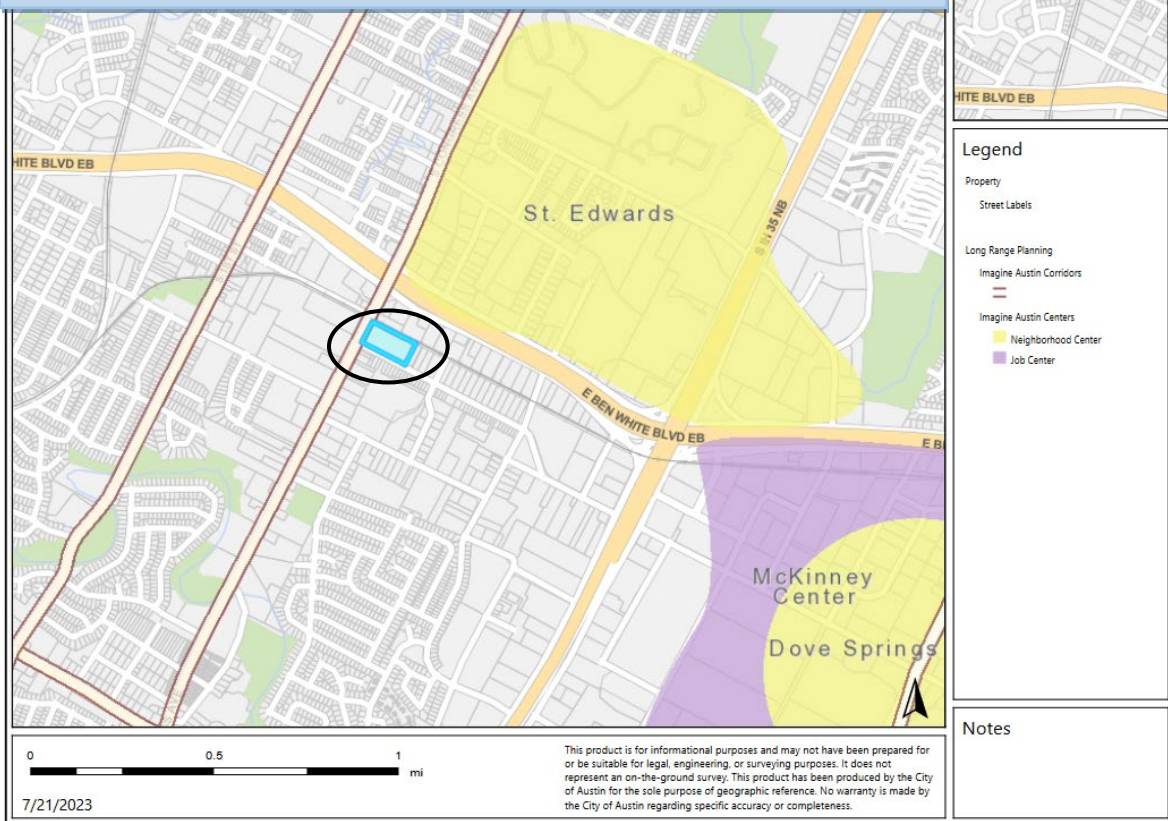 HITE BLVD EB
HITE BLVD EB
St. Edwards
S IH 35 NB
E BEN WHITE BLVD EB
E BE
McKinney
Center
Dove Springs
Legend
Property
Street Labels
Long Range Planning
Imagine Austin Corridors
Imagine Austin Centers
Neighborhood Center
Job Center
Notes
0 0.5 1
mi
7/21/2023
This product is for informational purposes and may not have been prepared for
or be suitable for legal, engineering, or surveying purposes. It does not
represent an on-the-ground survey. This product has been produced by the City
of Austin for the sole purpose of geographic reference. No warranty is made by
the City of Austin regarding specific accuracy or completeness.